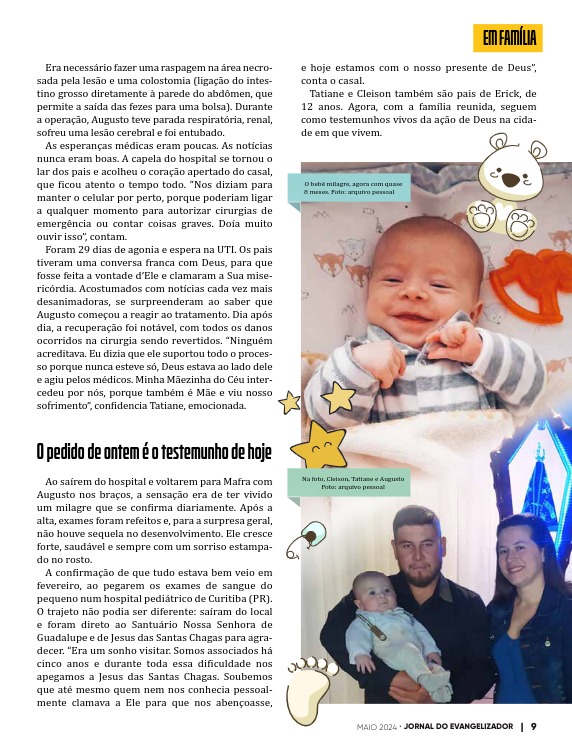 EM FAMÍLIA
Era necessário fazer uma raspagem na área necro-
sada pela lesão e uma colostomia (ligação do intes-
tino grosso diretamente à parede do abdômen, que
permite a saída das fezes para uma bolsa). Durante
a operação, Augusto teve parada respiratória, renal,
sofreu uma lesão cerebral e foi entubado.
As esperanças médicas eram poucas. As notícias
nunca eram boas. A capela do hospital se tornou o
lar dos pais e acolheu o coração apertado do casal,
que ficou atento o tempo todo. “Nos diziam para
manter o celular por perto, porque poderiam ligar
a qualquer momento para autorizar cirurgias de
emergência ou contar coisas graves. Doía muito
ouvir isso”, contam.
Foram 29 dias de agonia e espera na UTI. Os pais
tiveram uma conversa franca com Deus, para que
fosse feita a vontade d’Ele e clamaram a Sua mise-
ricórdia. Acostumados com notícias cada vez mais
desanimadoras, se surpreenderam ao saber que
Augusto começou a reagir ao tratamento. Dia após
dia, a recuperação foi notável, com todos os danos
ocorridos na cirurgia sendo revertidos. “Ninguém
acreditava. Eu dizia que ele suportou todo o proces-
so porque nunca esteve só, Deus estava ao lado dele
e agiu pelos médicos. Minha Mãezinha do Céu inter-
cedeu por nós, porque também é Mãe e viu nosso
sofrimento”, confidencia Tatiane, emocionada.
O pedido de ontem é o testemunho de hoje
Ao saírem do hospital e voltarem para Mafra com
Augusto nos braços, a sensação era de ter vivido
um milagre que se confirma diariamente. Após a
alta, exames foram refeitos e, para a surpresa geral,
não houve sequela no desenvolvimento. Ele cresce
forte, saudável e sempre com um sorriso estampa-
do no rosto.
A confirmação de que tudo estava bem veio em
fevereiro, ao pegarem os exames de sangue do
pequeno num hospital pediátrico de Curitiba (PR).
O trajeto não podia ser diferente: saíram do local
e foram direto ao Santuário Nossa Senhora de
Guadalupe e de Jesus das Santas Chagas para agra-
decer. “Era um sonho visitar. Somos associados há
cinco anos e durante toda essa dificuldade nos
apegamos a Jesus das Santas Chagas. Soubemos
que até mesmo quem nem nos conhecia pessoal-
mente clamava a Ele para que nos abençoasse,
e hoje estamos com o nosso presente de Deus”,
conta o casal.
Tatiane e Cleison também são pais de Erick, de
12 anos. Agora, com a família reunida, seguem
como testemunhos vivos da ação de Deus na cida-
de em que vivem.
O bebê milagre, agora com quase
8 meses. Foto: arquivo pessoal
Na foto, Cleison, Tatiane e Augusto
Foto: arquivo pessoal
MAIO 2024 · JORNAL DO EVANGELIZADOR | 9